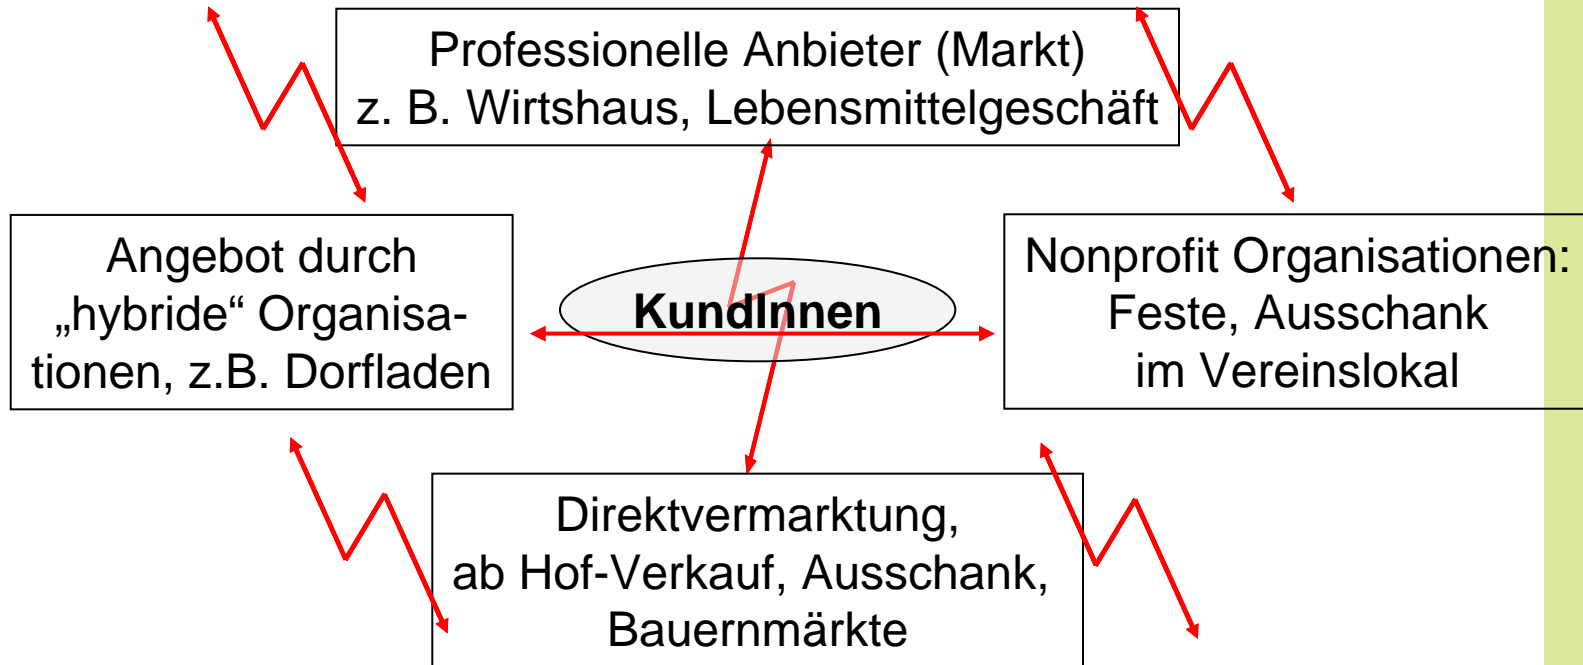 Professionelle Anbieter (Markt)
z. B. Wirtshaus, Lebensmittelgeschäft
Angebot durch
„hybride“ Organisa-
tionen, z.B. Dorfladen
KundInnen
Nonprofit Organisationen:
Feste, Ausschank
im Vereinslokal
Direktvermarktung,
ab Hof-Verkauf, Ausschank,
Bauernmärkte